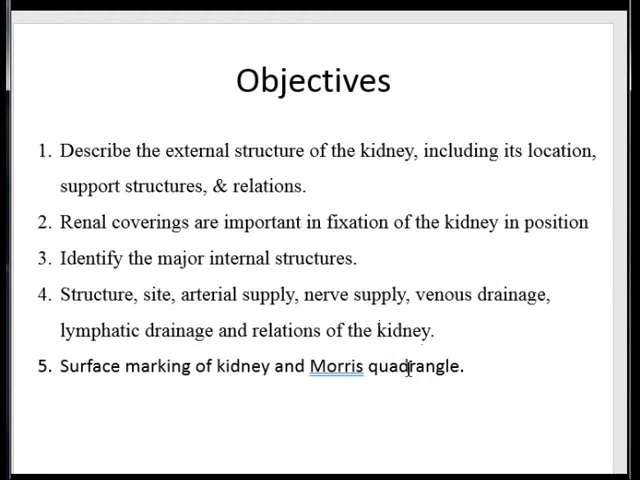 Objectives
1. Describe the external structure of the kidney, including its location,
support structures, & relations.
2. Renal coverings are important in fixation of the kidney in position
3. Identify the major internal structures.
4. Structure, site, arterial supply, nerve supply, venous drainage,
lymphatic drainage and relations of the kidney.
5. Surface marking of kidney and Morris quadrangle.